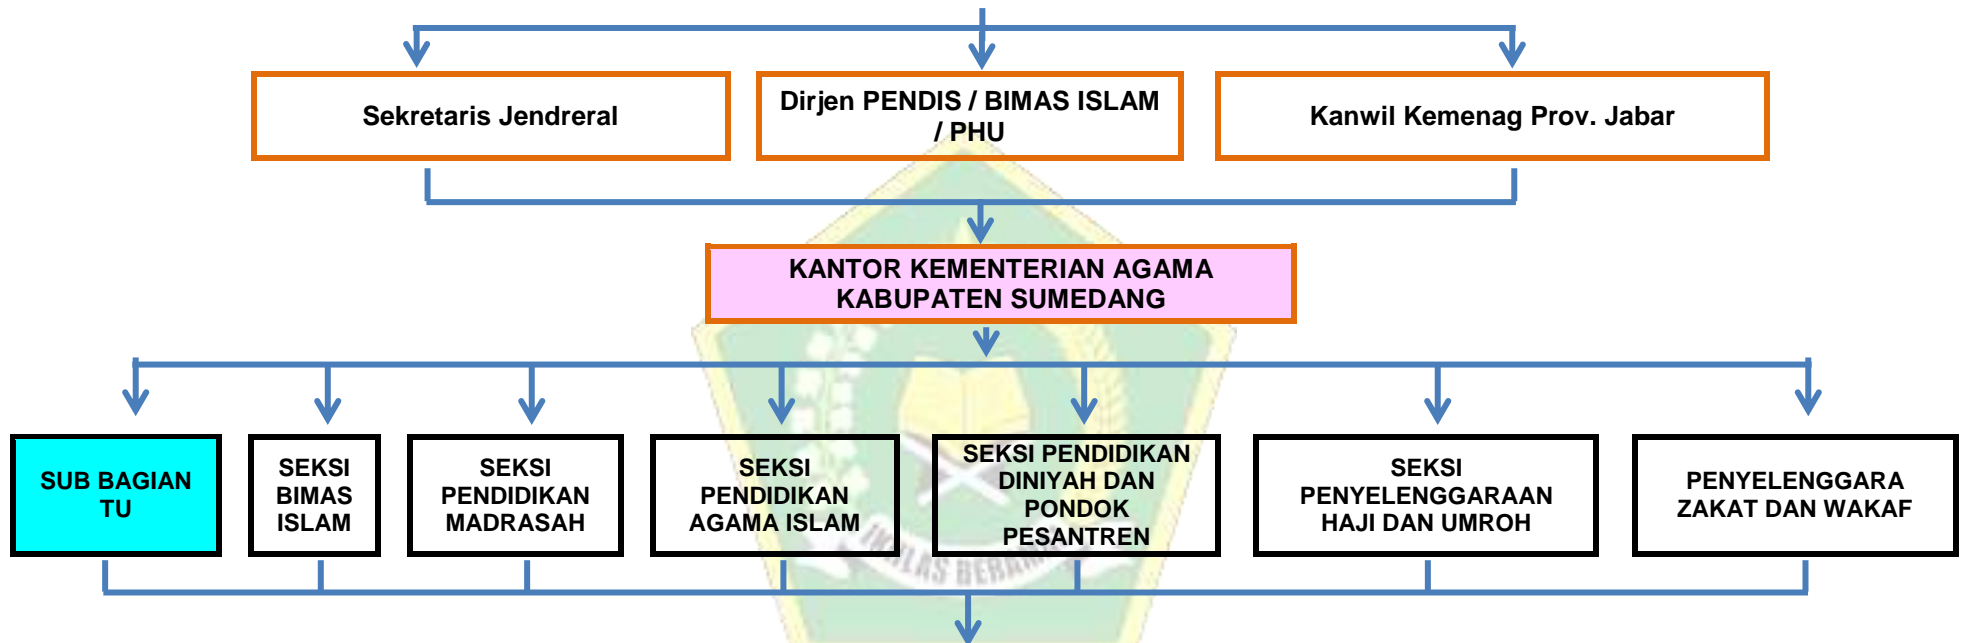 Sekretaris Jendreral
Dirjen PENDIS / BIMAS ISLAM
/ PHU
Kanwil Kemenag Prov. Jabar
KANTOR KEMENTERIAN AGAMA
KABUPATEN SUMEDANG
SUB BAGIAN
TU
SEKSI
BIMAS
ISLAM
SEKSI
PENDIDIKAN
MADRASAH
SEKSI
PENDIDIKAN
AGAMA ISLAM
SEKSI PENDIDIKAN
DINIYAH DAN
PONDOK
PESANTREN
SEKSI
PENYELENGGARAAN
HAJI DAN UMROH
PENYELENGGARA
ZAKAT DAN WAKAF
IKHLAS BERAMAL